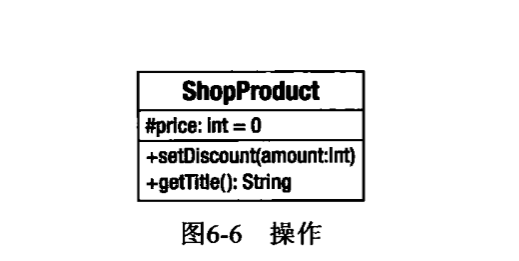 ShopProduct
#price: int = 0
+setDiscount(amount:int)
+getTitle(): String
图6-6 操作